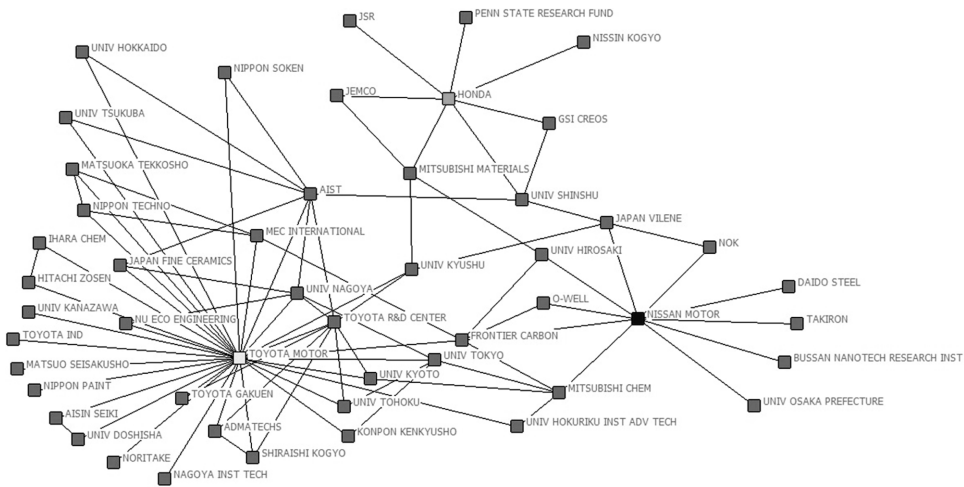 JSR
PENN STATE RESEARCH FUND
NISSIN KOGYO
UNIV HOKKAIDO
NIPPON SOKEN
JEMCO
HONDA
UNIV TSUKUBA
GSI CREOS
MATSUOKA TEKKOSHO
MITSUBISHI MATERIALS
AIST
UNIV SHINSHU
NIPPON TECHNO
JAPAN VILENE
MEC INTERNATIONAL
IHARA CHEM
NOK
UNIV HIROSAKI
JAPAN FINE CERAMICS
UNIV KYUSHU
HITACHI ZOSEN
DAIDO STEEL
UNIV NAGOYA
O-WELL
UNIV KANAZAWA
NU ECO ENGINEERING
TOYOTA R&D CENTER
NISSAN MOTOR
TAKIRON
TOYOTA IND
FRONTIER CARBON
TOYOTA MOTOR
UNIV TOKYO
BUSSAN NANOTECH RESEARCH INST
MATSUO SEISAKUSHO
UNIV KYOTO
NIPPON PAINT
MITSUBISHI CHEM
TOYOTA GAKUEN
UNIV TOHOKU
UNIV OSAKA PREFECTURE
AISIN SEIKI
UNIV HOKURIKU INST ADV TECH
ADMATECHS
UNIV DOSHISHA
KONPON KENKYUSHO
SHIRAISHI KOGYO
NORITAKE
NAGOYA INST TECH